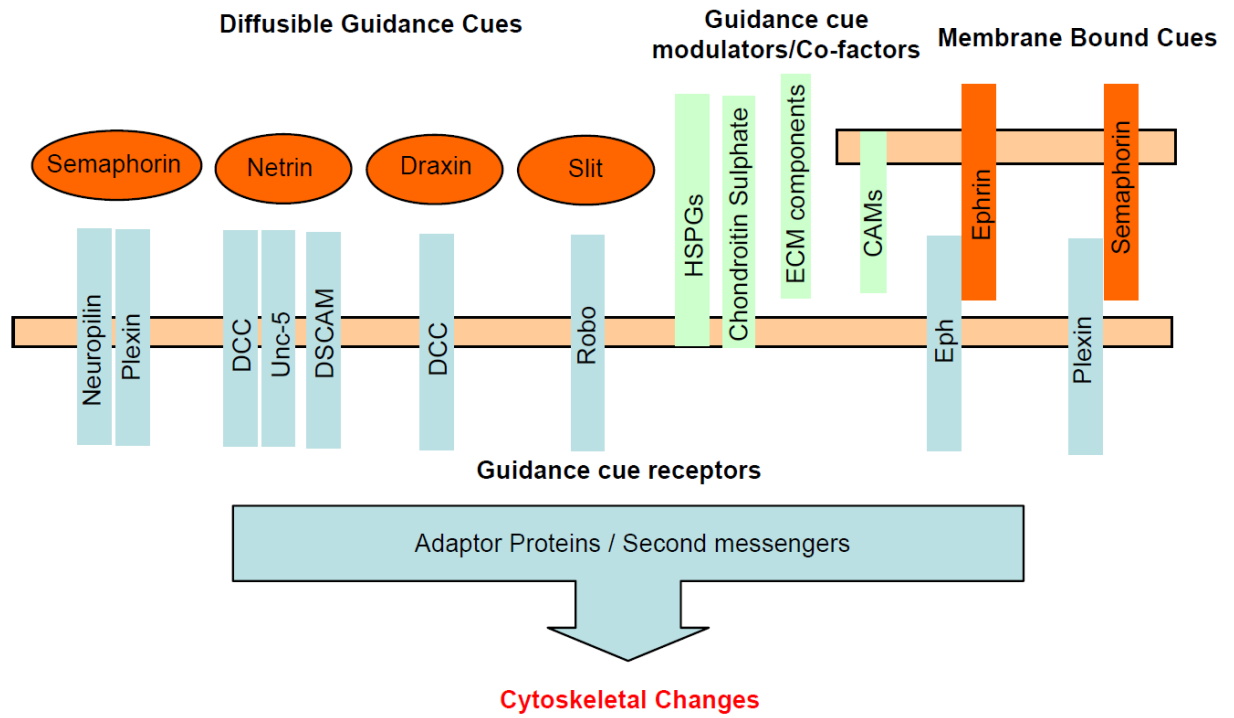 Diffusible Guidance Cues
Guidance cue
modulators/Co-factors
Membrane Bound Cues
Semaphorin
Netrin
Draxin
Slit
HSPGs
Chondroitin Sulphate
ECM components
CAMs
Ephrin
Semaphorin
Neuropilin
Plexin
DCC
Unc-5
DSCAM
DCC
Robo
Eph
Plexin
Guidance cue receptors
Adaptor Proteins / Second messengers
Cytoskeletal Changes